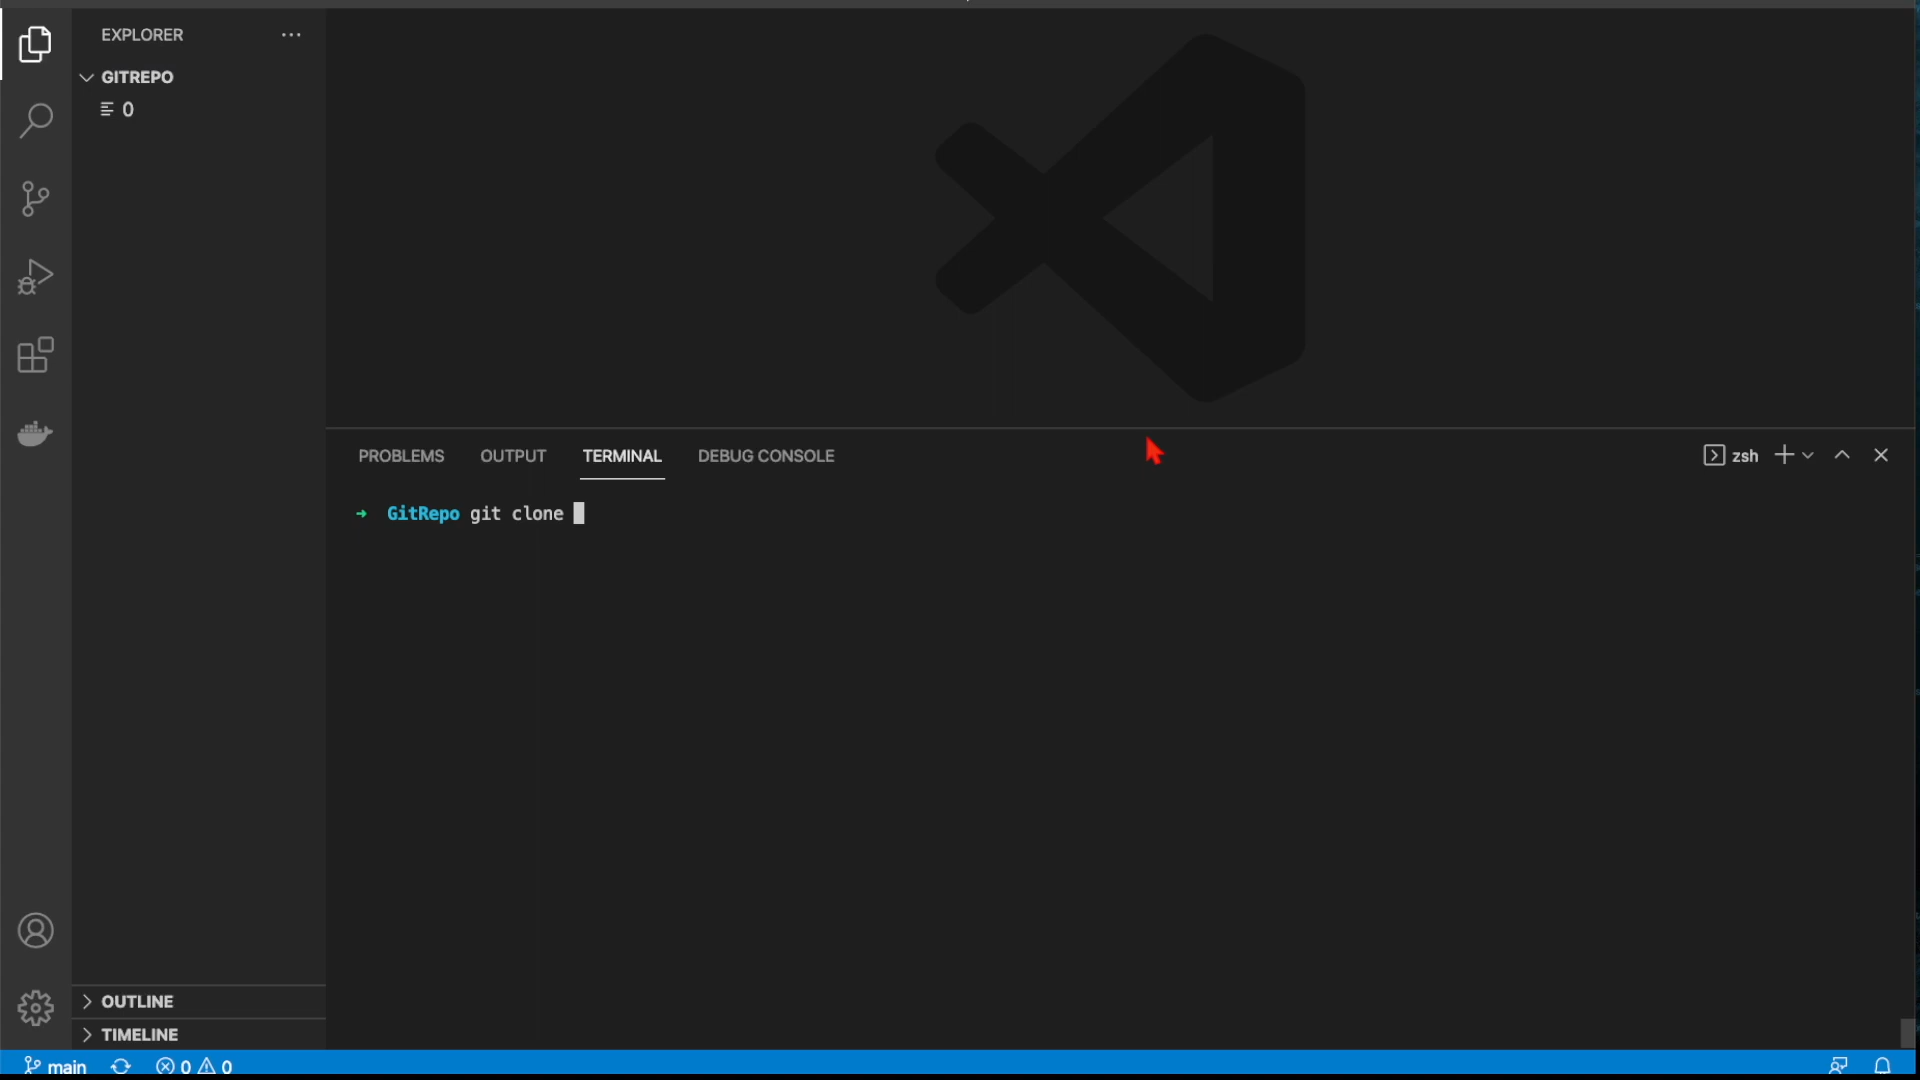 EXPLORER
GITREPO
0
PROBLEMS OUTPUT TERMINAL DEBUG CONSOLE
zsh
➜ GitRepo git clone
OUTLINE
TIMELINE
main 0 0